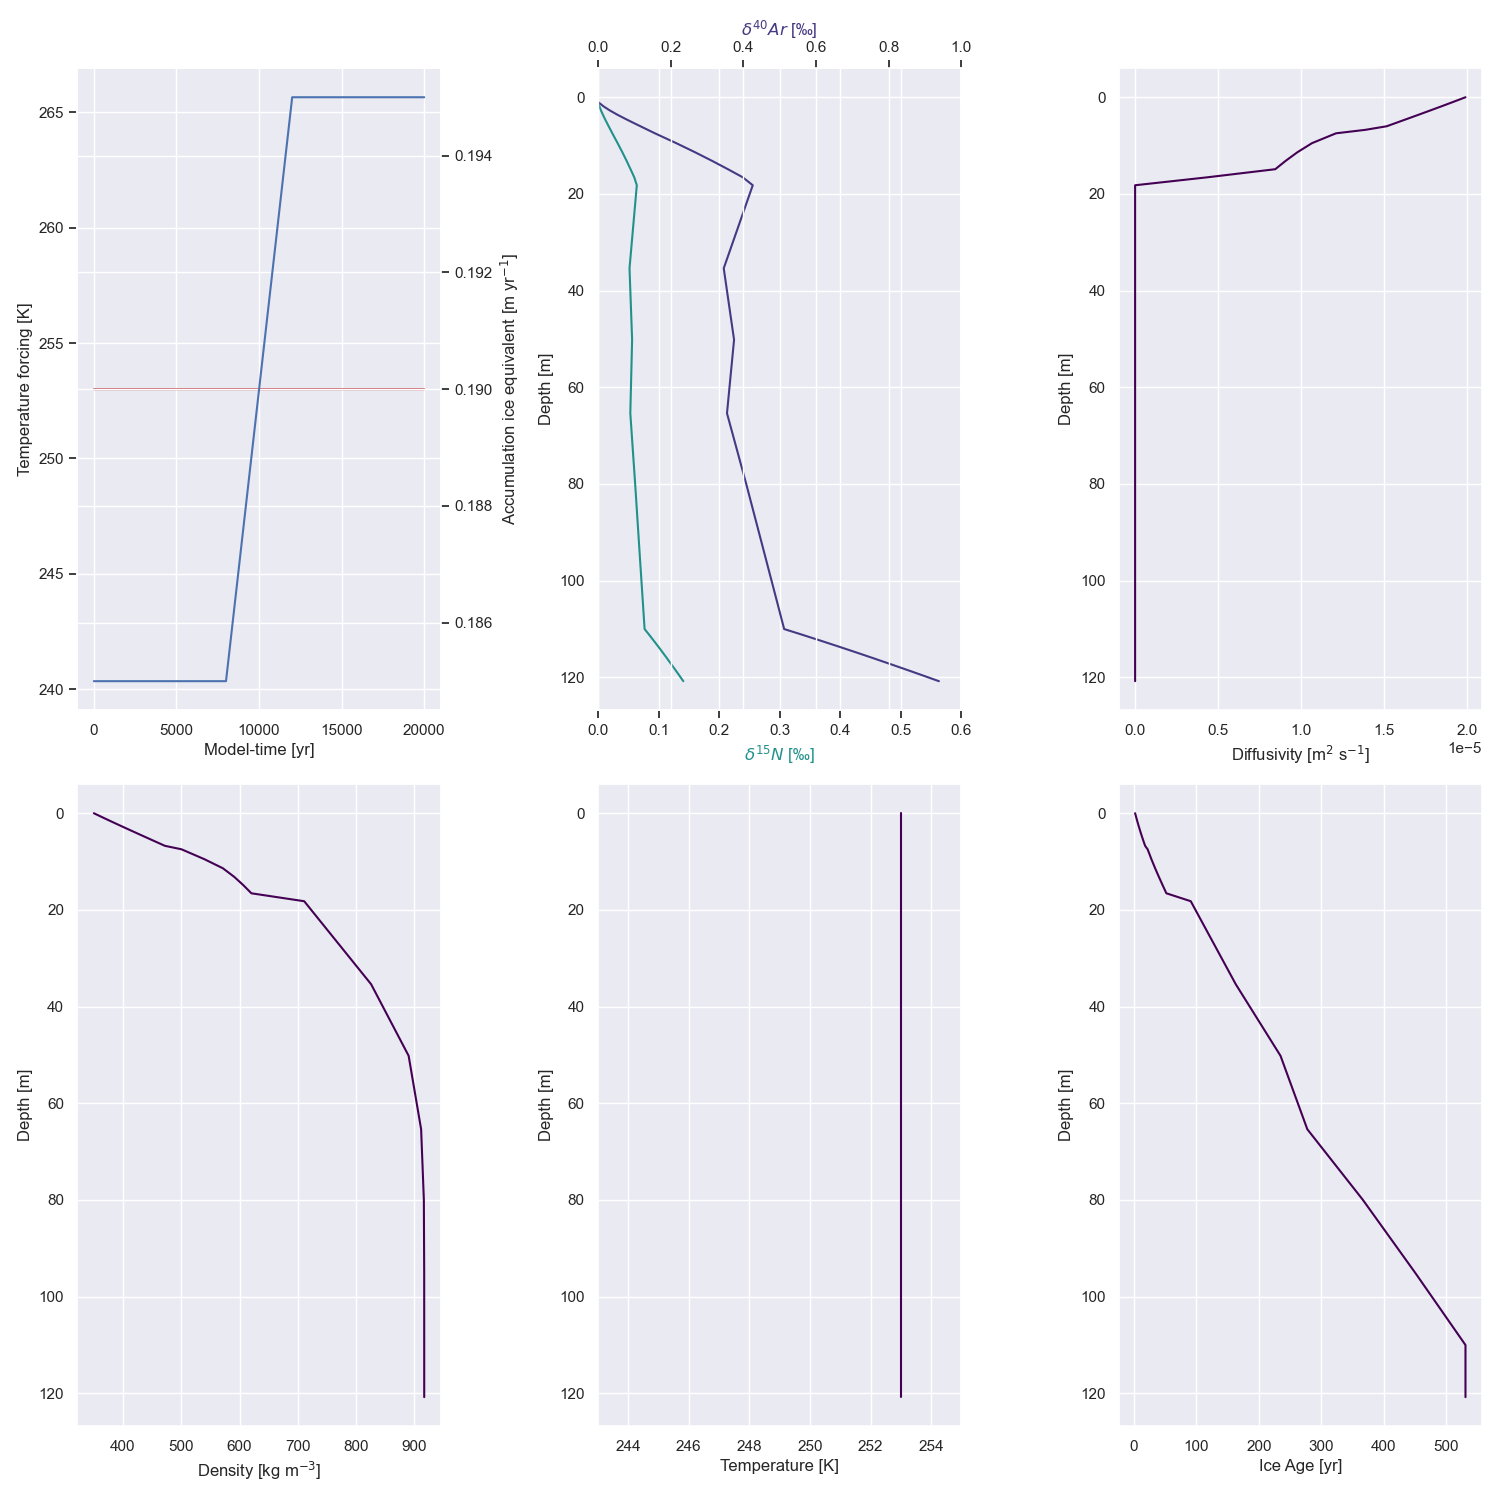 265
260
255
250
245
240
Temperature forcing [K]
0 5000 10000 15000 20000
Model-time [yr]
0.194
0.192
0.190
0.188
0.186
Accumulation ice equivalent [m yr⁻¹]
δ⁴⁰Ar [‰]
0.0 0.2 0.4 0.6 0.8 1.0
0
20
40
60
80
100
120
Depth [m]
0.0 0.1 0.2 0.3 0.4 0.5 0.6
δ¹⁵N [‰]
0
20
40
60
80
100
120
Depth [m]
0.0 0.5 1.0 1.5 2.0
1e−5
Diffusivity [m² s⁻¹]
0
20
40
60
80
100
120
Depth [m]
400 500 600 700 800 900
Density [kg m⁻³]
0
20
40
60
80
100
120
Depth [m]
244 246 248 250 252 254
Temperature [K]
0
20
40
60
80
100
120
Depth [m]
0 100 200 300 400 500
Ice Age [yr]